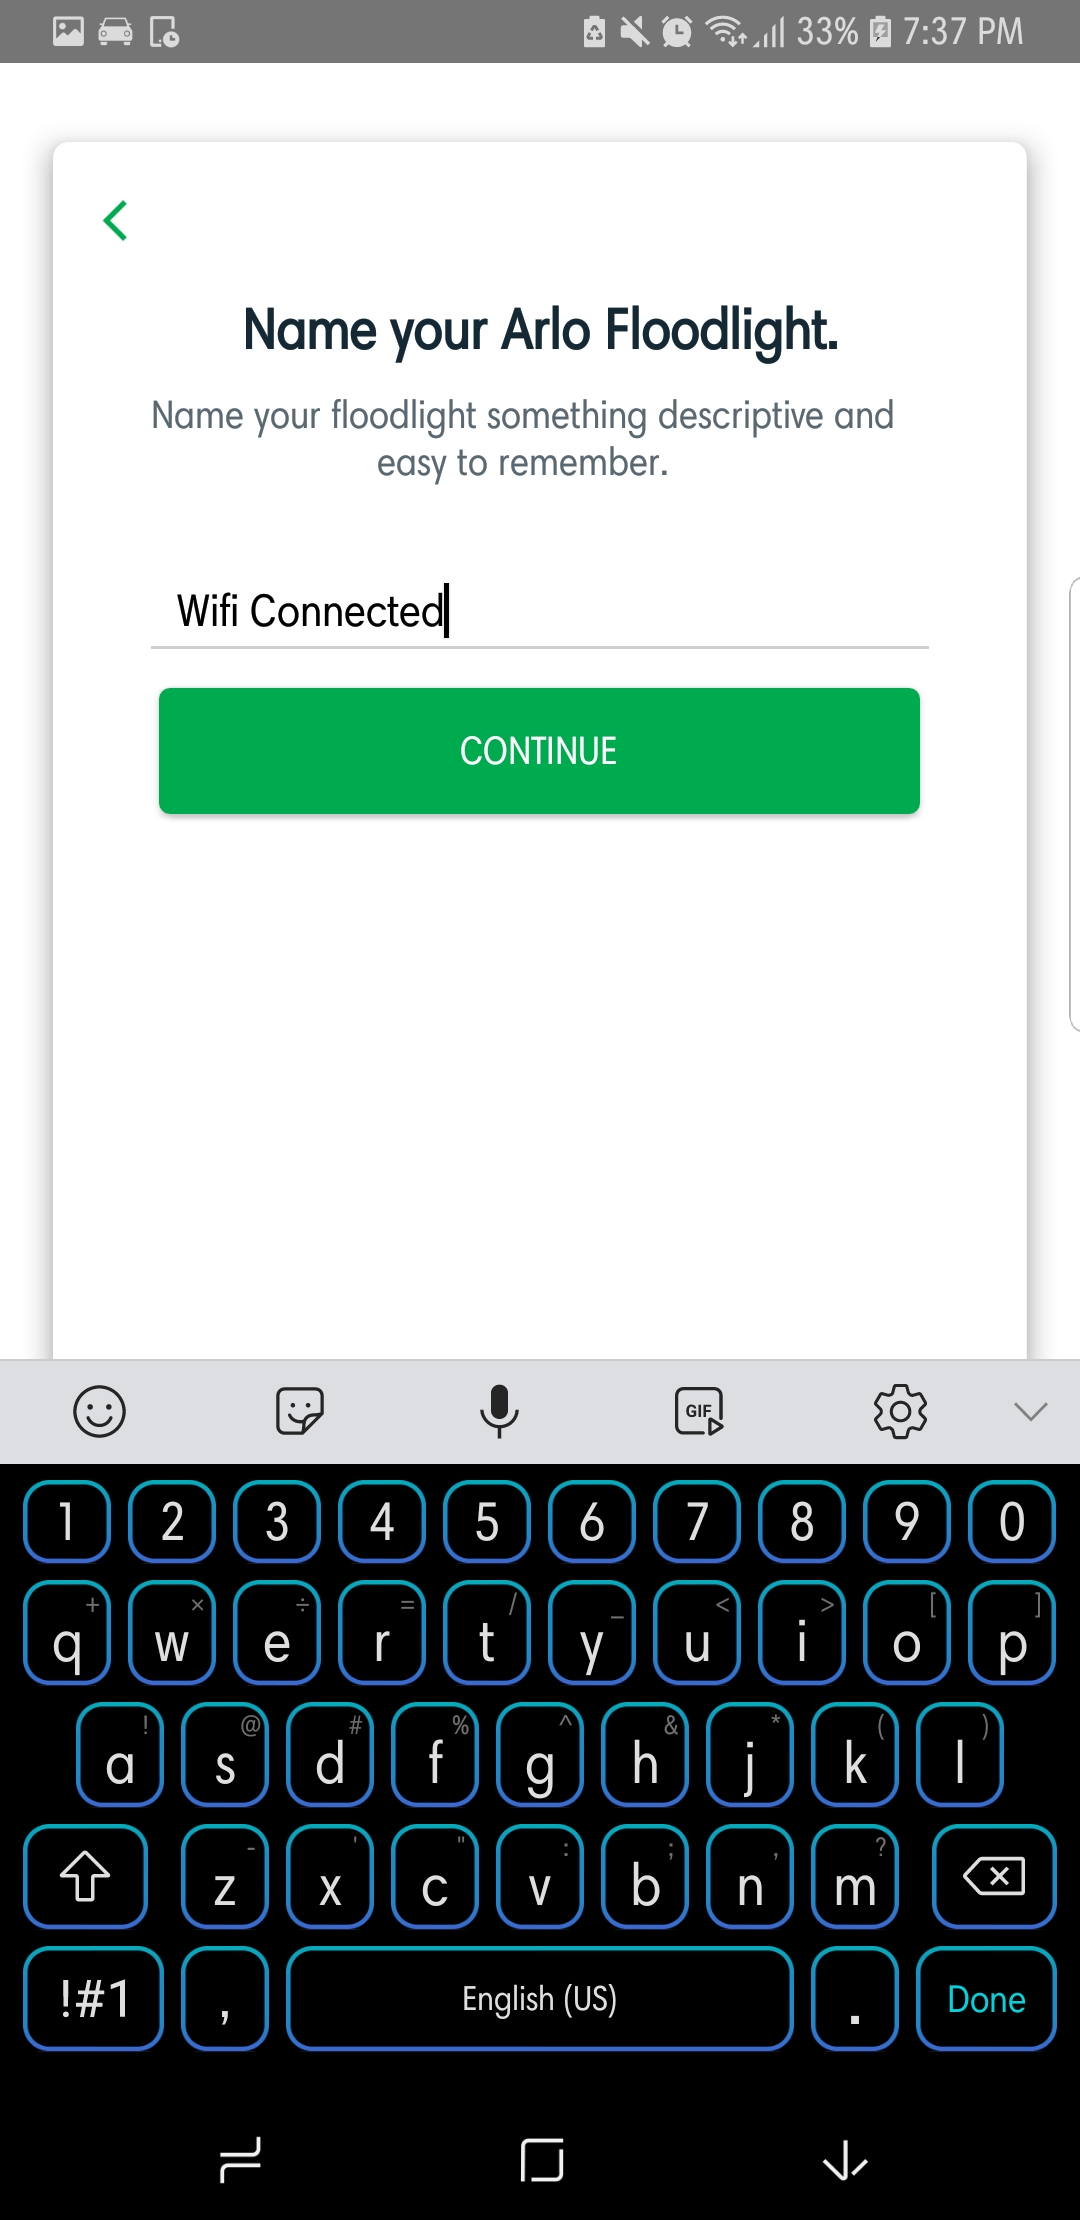 33% 7:37 PM
Name your Arlo Floodlight.
Name your floodlight something descriptive and
easy to remember.
Wifi Connected
CONTINUE
GIF
1 2 3 4 5 6 7 8 9 0
+ × ÷ = / _ < > [ ]
q w e r t y u i o p
! @ # % ^ & * ( )
a s d f g h j k l
- ' " : ; , ?
z x c v b n m
!#1 , English (US) . Done